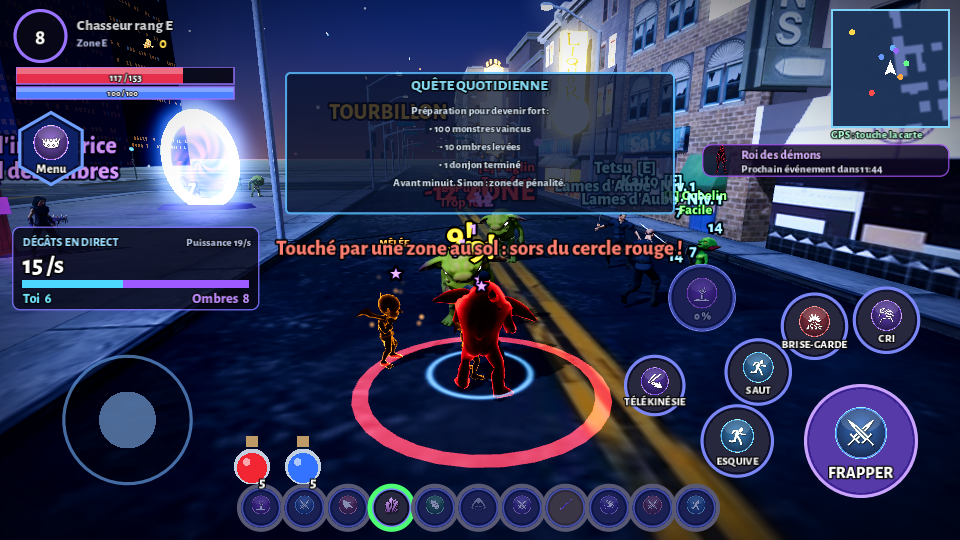 8
Chasseur rang E
Zone E
0
117/153
100/100
Menu
TOURBILLON
QUÊTE QUOTIDIENNE
Préparation pour devenir fort :
• 100 monstres vaincus
• 10 ombres levées
• 1 donjon terminé
Avant minuit. Sinon : zone de pénalité.
GPS · touche la carte
Roi des démons
Prochain événement dans 11:44
Tetsu [E]
Lames d'Aube
Gobelin
Facile
14
14
7
DÉGÂTS EN DIRECT
Puissance 19/s
15 /s
Toi 6
Ombres 8
MÊLÉE
Touché par une zone au sol : sors du cercle rouge !
0 %
BRISE-GARDE
CRI
SAUT
TÉLÉKINÉSIE
ESQUIVE
FRAPPER
5
5